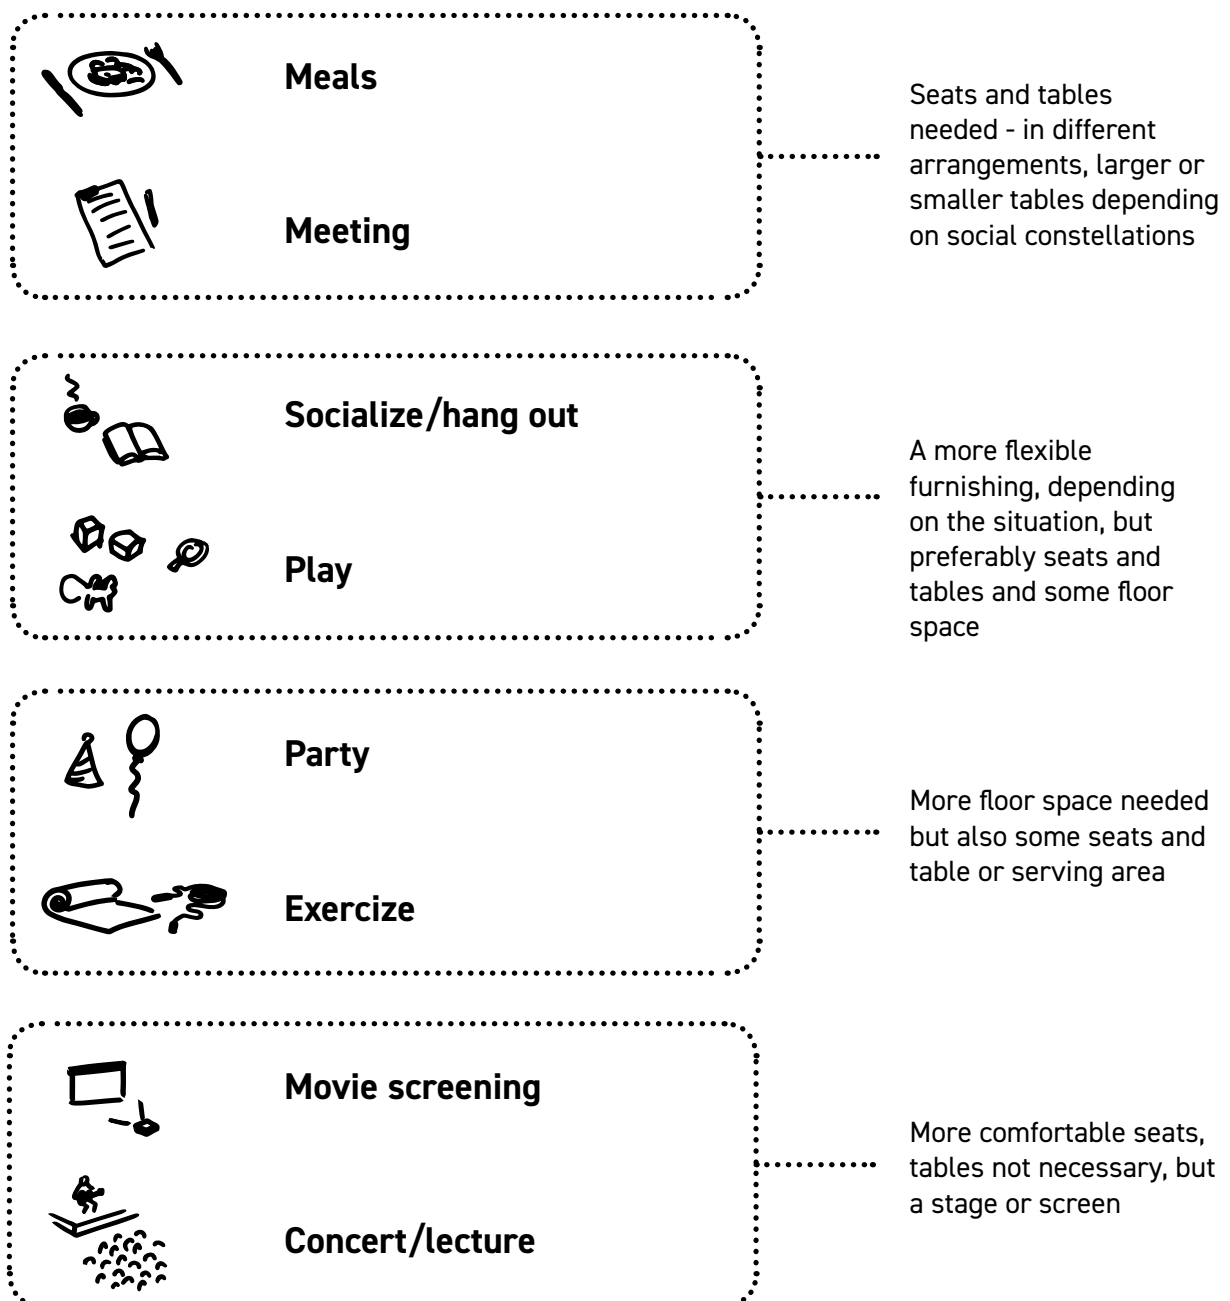 Meals
Meeting
Seats and tables
needed - in different
arrangements, larger or
smaller tables depending
on social constellations
Socialize/hang out
Play
A more flexible
furnishing, depending
on the situation, but
preferably seats and
tables and some floor
space
Party
Exercize
More floor space needed
but also some seats and
table or serving area
Movie screening
Concert/lecture
More comfortable seats,
tables not necessary, but
a stage or screen